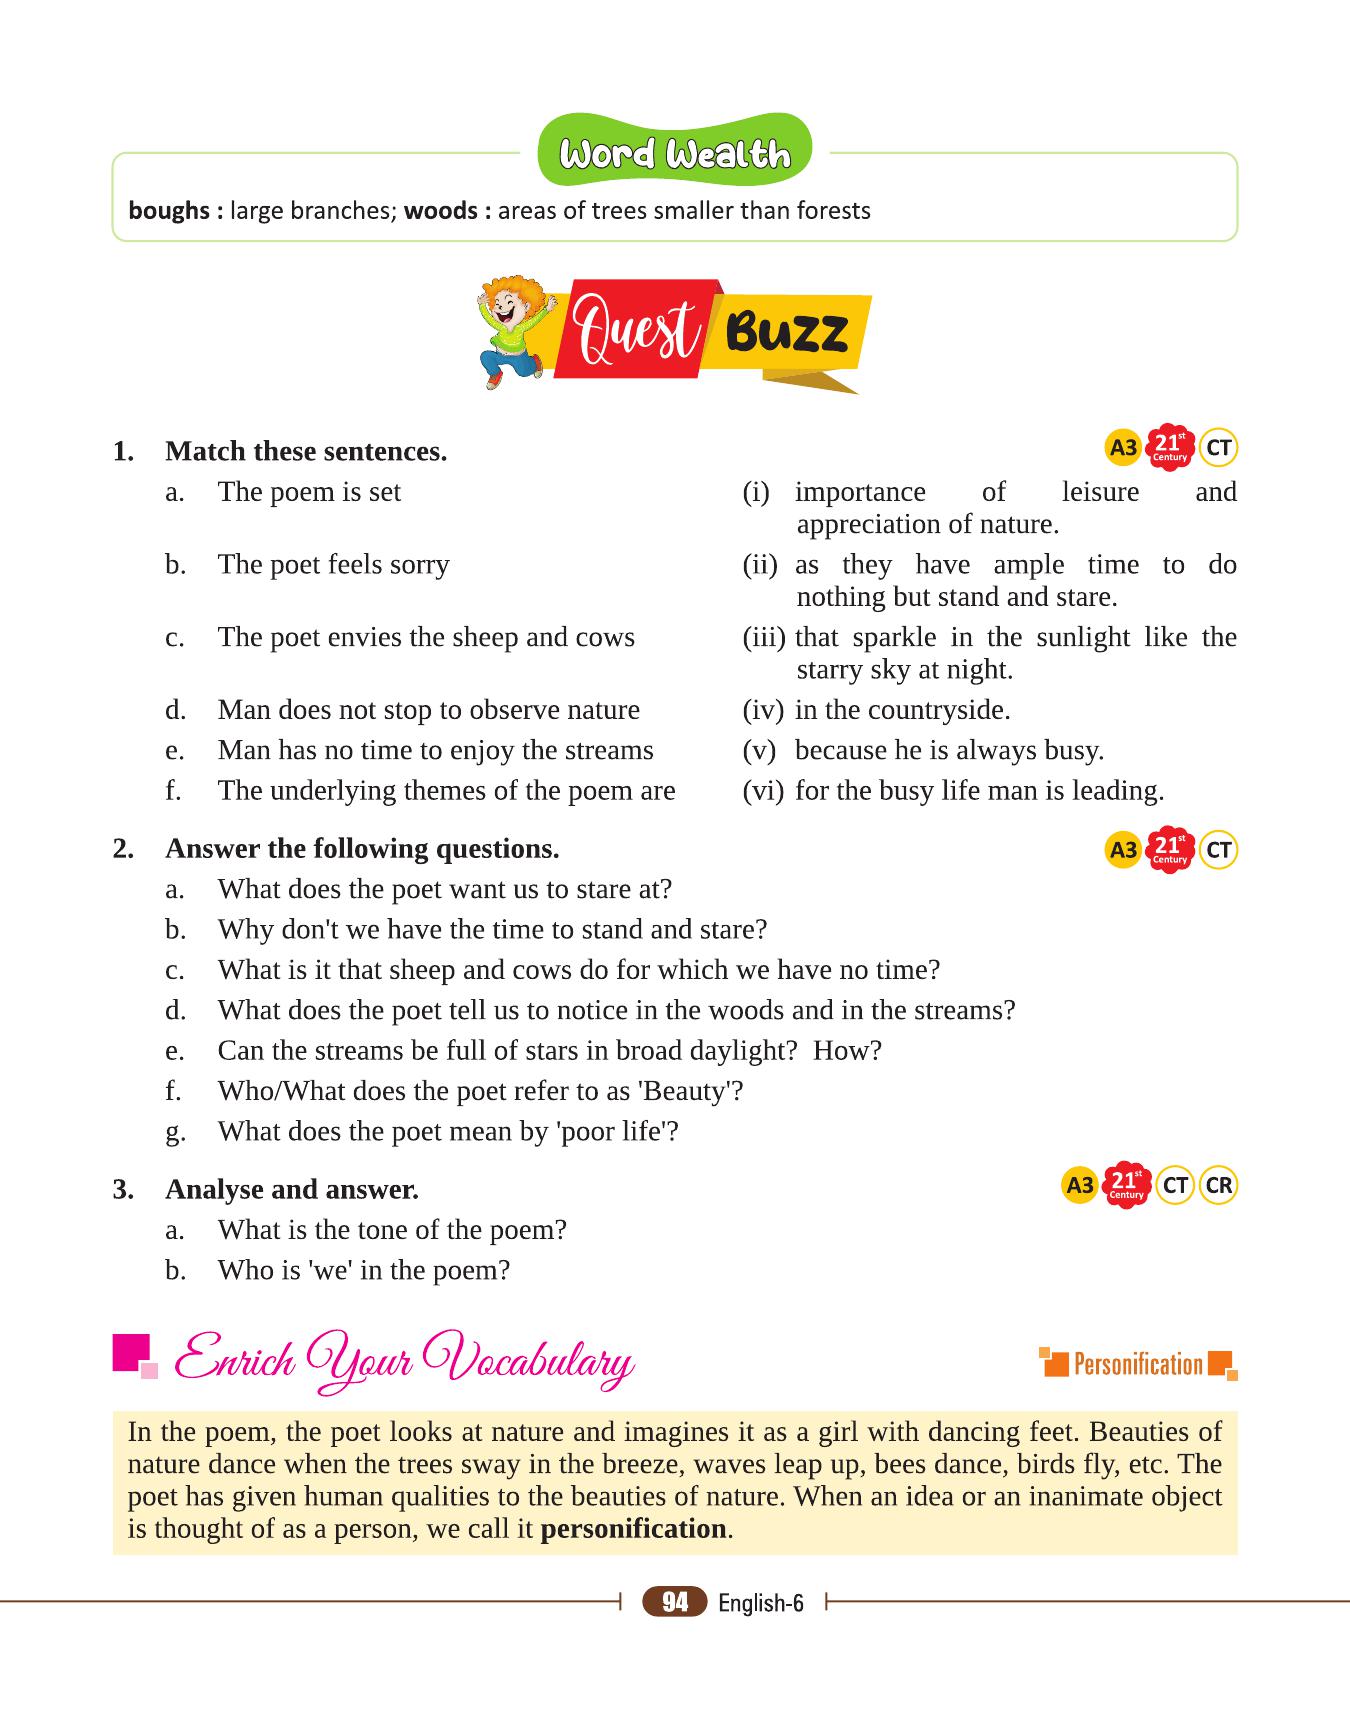 Word Wealth
boughs : large branches; woods : areas of trees smaller than forests
Quest Buzz
1. Match these sentences. A3 21st Century CT
a. The poem is set (i) importance of leisure and
appreciation of nature.
b. The poet feels sorry (ii) as they have ample time to do
nothing but stand and stare.
c. The poet envies the sheep and cows (iii) that sparkle in the sunlight like the
starry sky at night.
d. Man does not stop to observe nature (iv) in the countryside.
e. Man has no time to enjoy the streams (v) because he is always busy.
f. The underlying themes of the poem are (vi) for the busy life man is leading.
2. Answer the following questions. A3 21st Century CT
a. What does the poet want us to stare at?
b. Why don't we have the time to stand and stare?
c. What is it that sheep and cows do for which we have no time?
d. What does the poet tell us to notice in the woods and in the streams?
e. Can the streams be full of stars in broad daylight? How?
f. Who/What does the poet refer to as 'Beauty'?
g. What does the poet mean by 'poor life'?
3. Analyse and answer. A3 21st Century CT CR
a. What is the tone of the poem?
b. Who is 'we' in the poem?
Enrich Your Vocabulary Personification
In the poem, the poet looks at nature and imagines it as a girl with dancing feet. Beauties of
nature dance when the trees sway in the breeze, waves leap up, bees dance, birds fly, etc. The
poet has given human qualities to the beauties of nature. When an idea or an inanimate object
is thought of as a person, we call it personification.
94 English-6